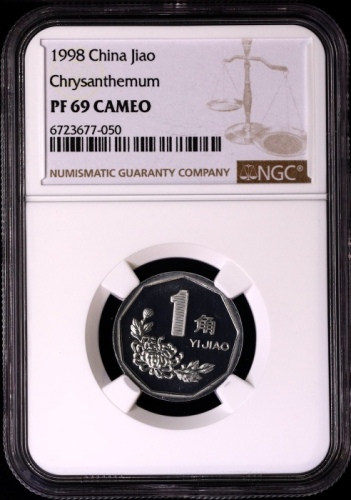 1998 China Jiao
Chrysanthemum
PF 69 CAMEO
6723677-050
NUMISMATIC GUARANTY COMPANY
NGC®
1角
YIJIAO